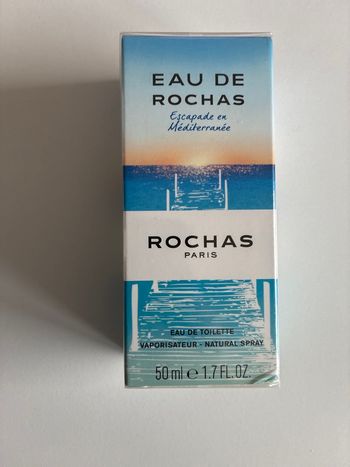 EAU DE
ROCHAS
Escapade en
Méditerranée
ROCHAS
PARIS
EAU DE TOILETTE
VAPORISATEUR - NATURAL SPRAY
50 ml ℮ 1.7 FL.OZ.